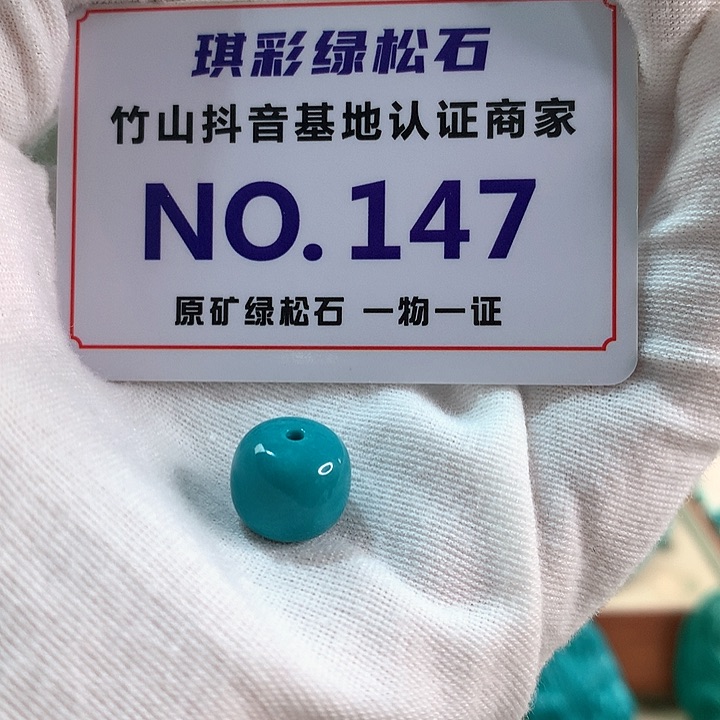 琪彩绿松石
竹山抖音基地认证商家
NO.147
原矿绿松石 一物一证